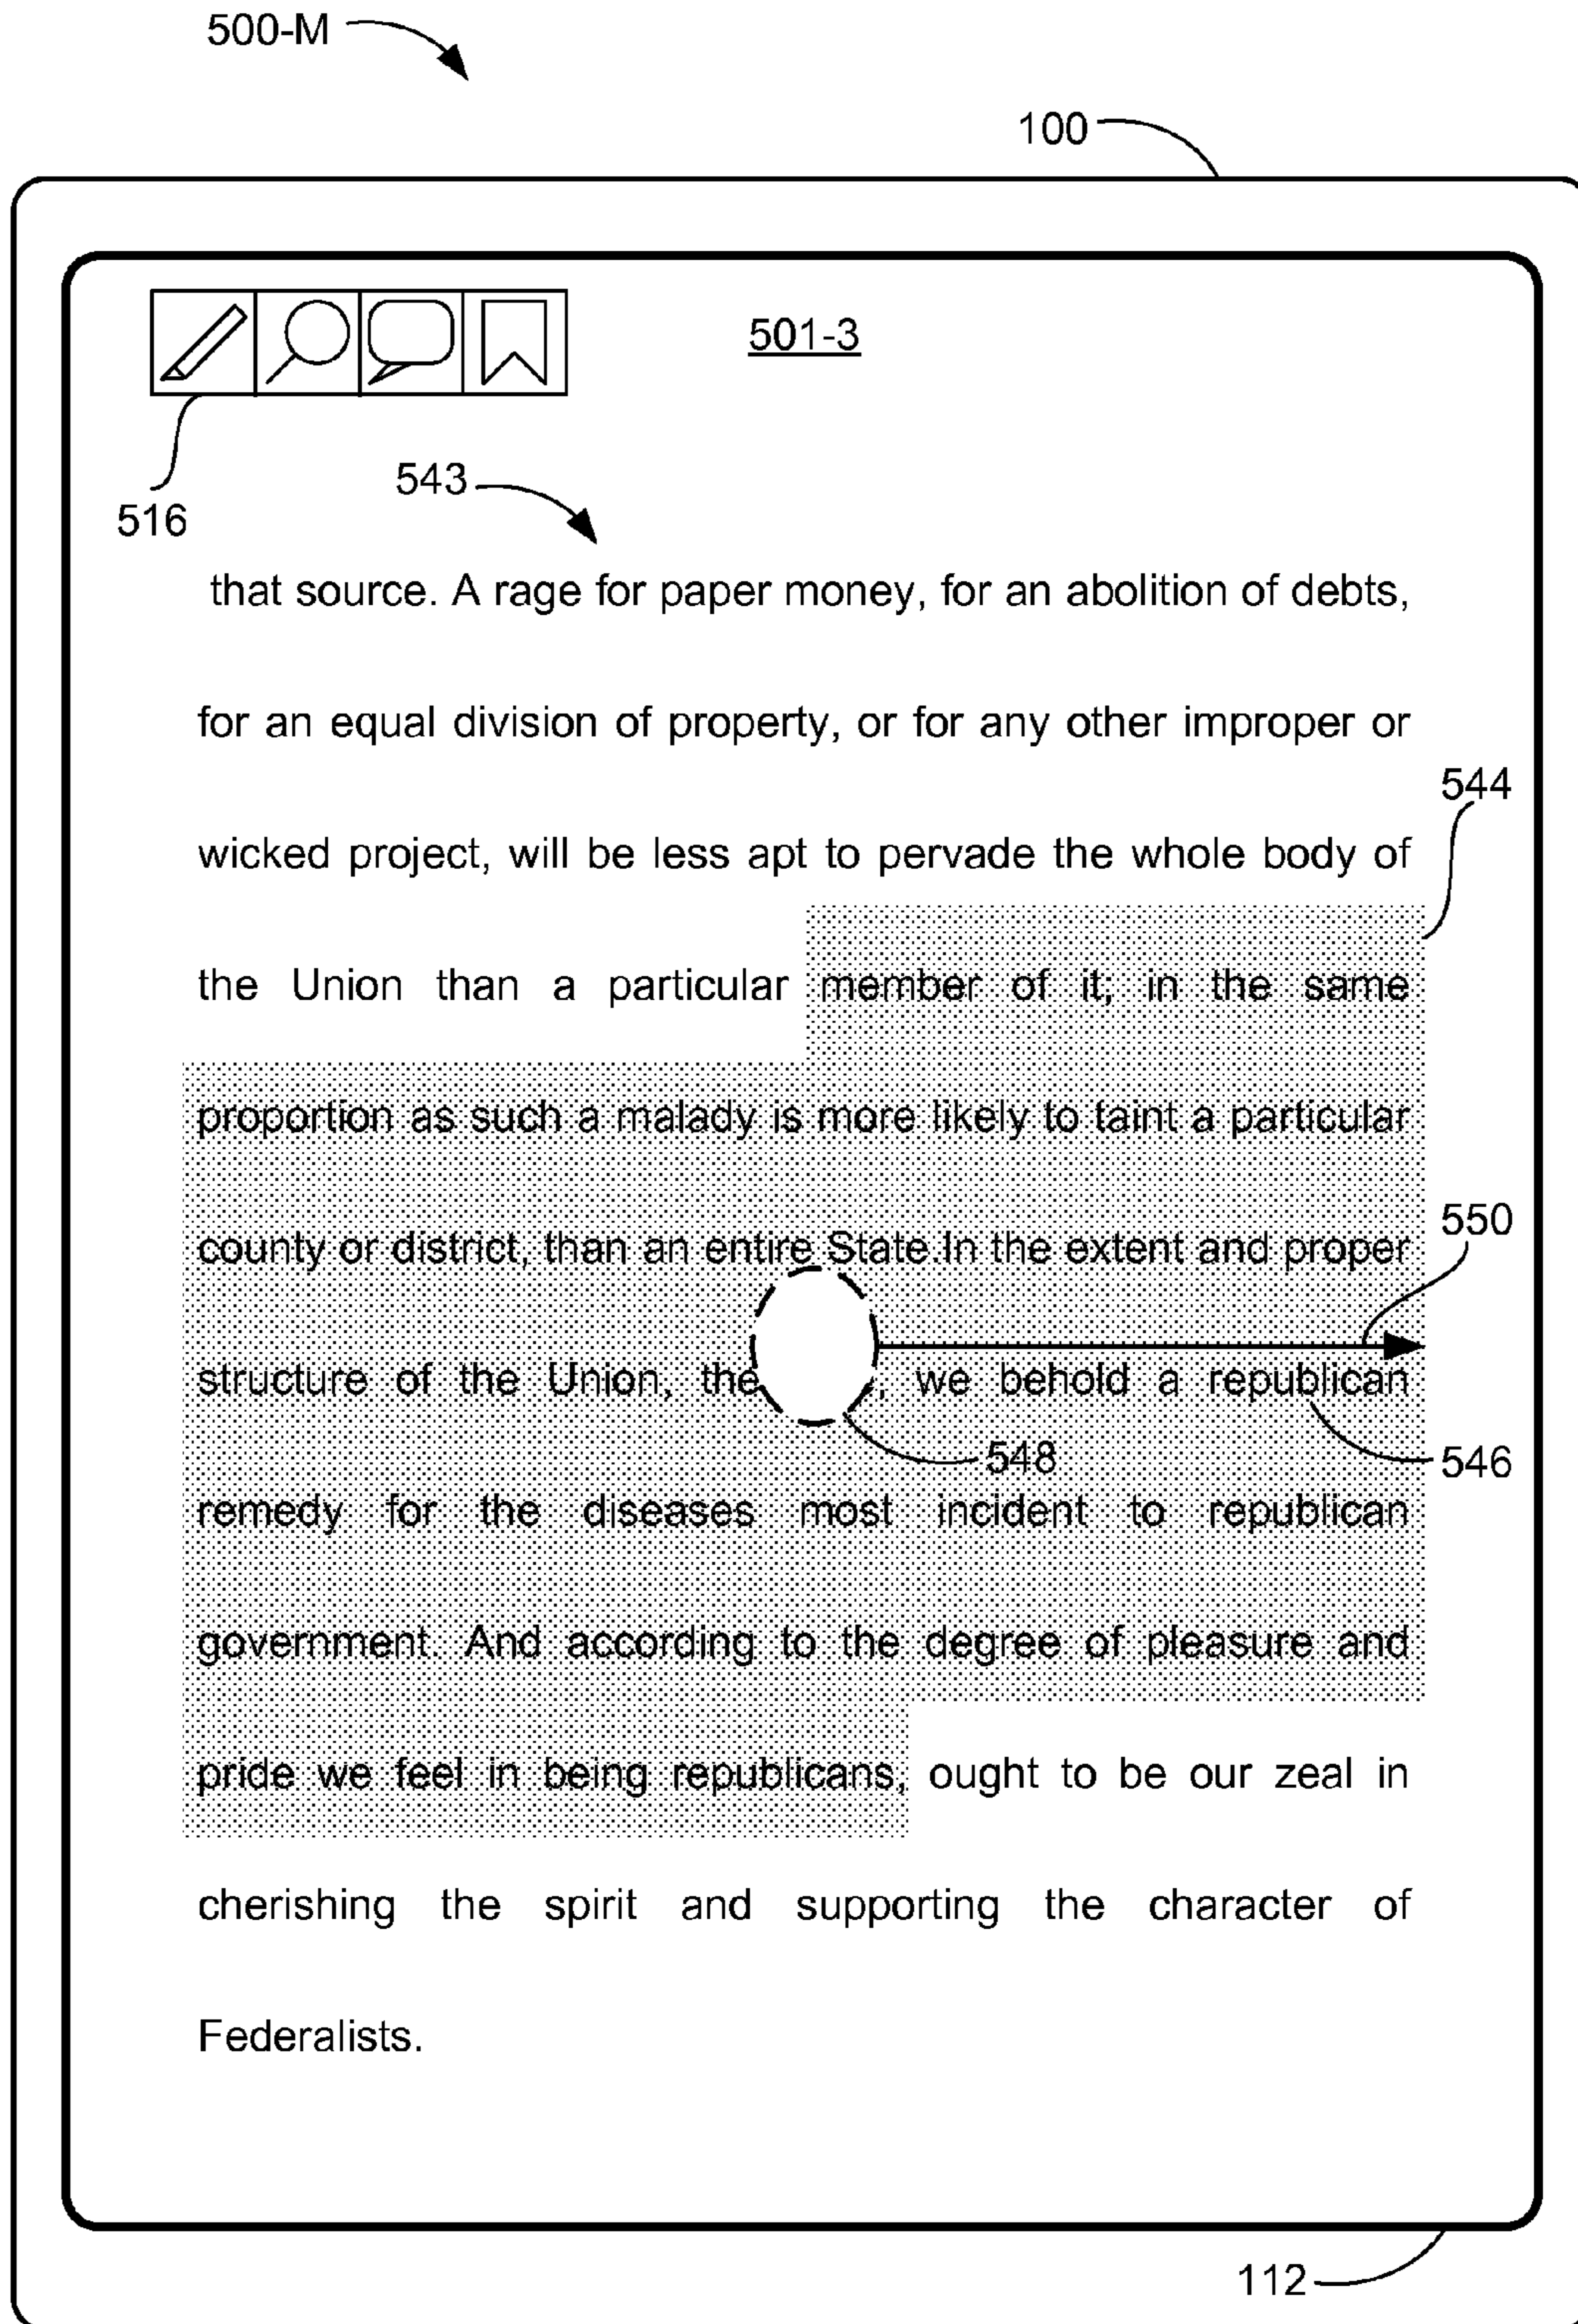 500-M
100
501-3
516
543
that source. A rage for paper money, for an abolition of debts,
for an equal division of property, or for any other improper or
544
wicked project, will be less apt to pervade the whole body of
the Union than a particular member of it; in the same
proportion as such a malady is more likely to taint a particular
550
county or district, than an entire State.In the extent and proper
structure of the Union, the , we behold a republican
548
546
remedy for the diseases most incident to republican
government. And according to the degree of pleasure and
pride we feel in being republicans, ought to be our zeal in
cherishing the spirit and supporting the character of
Federalists.
112